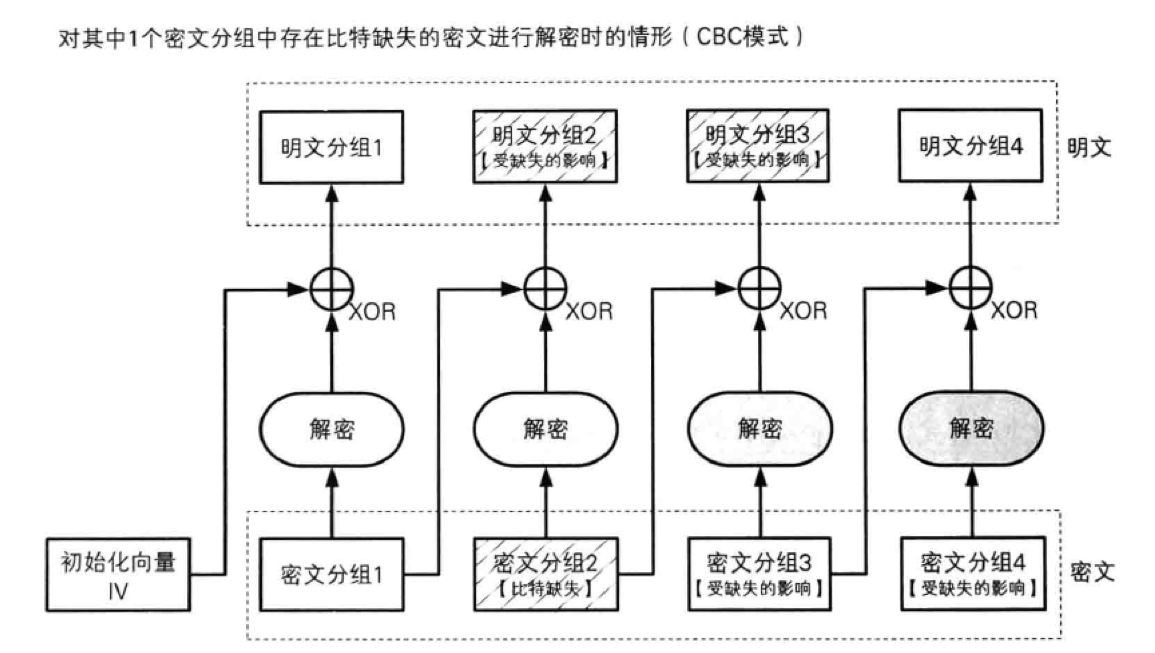 对其中1个密文分组中存在比特缺失的密文进行解密时的情形（CBC模式）
明文分组1
明文分组2
【受缺失的影响】
明文分组3
【受缺失的影响】
明文分组4
明文
XOR
XOR
XOR
XOR
解密
解密
解密
解密
初始化向量
IV
密文分组1
密文分组2
【比特缺失】
密文分组3
【受缺失的影响】
密文分组4
【受缺失的影响】
密文